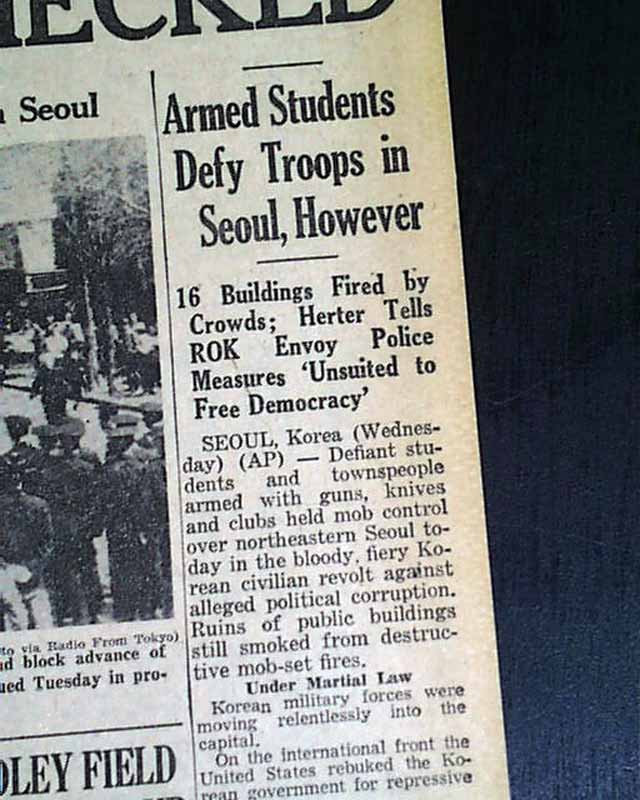 HECKED
Seoul
Armed Students
Defy Troops in
Seoul, However
16 Buildings Fired by
Crowds; Herter Tells
ROK Envoy Police
Measures 'Unsuited to
Free Democracy'
SEOUL, Korea (Wednes-
day) (AP) — Defiant stu-
dents and townspeople
armed with guns, knives
and clubs held mob control
over northeastern Seoul to-
day in the bloody, fiery Ko-
rean civilian revolt against
alleged political corruption.
Ruins of public buildings
still smoked from destruc-
tive mob-set fires.
Under Martial Law
Korean military forces were
moving relentlessly into the
capital.
On the international front the
United States rebuked the Ko-
rean government for repressive
to via Radio From Tokyo)
d block advance of
ued Tuesday in pro-
DLEY FIELD